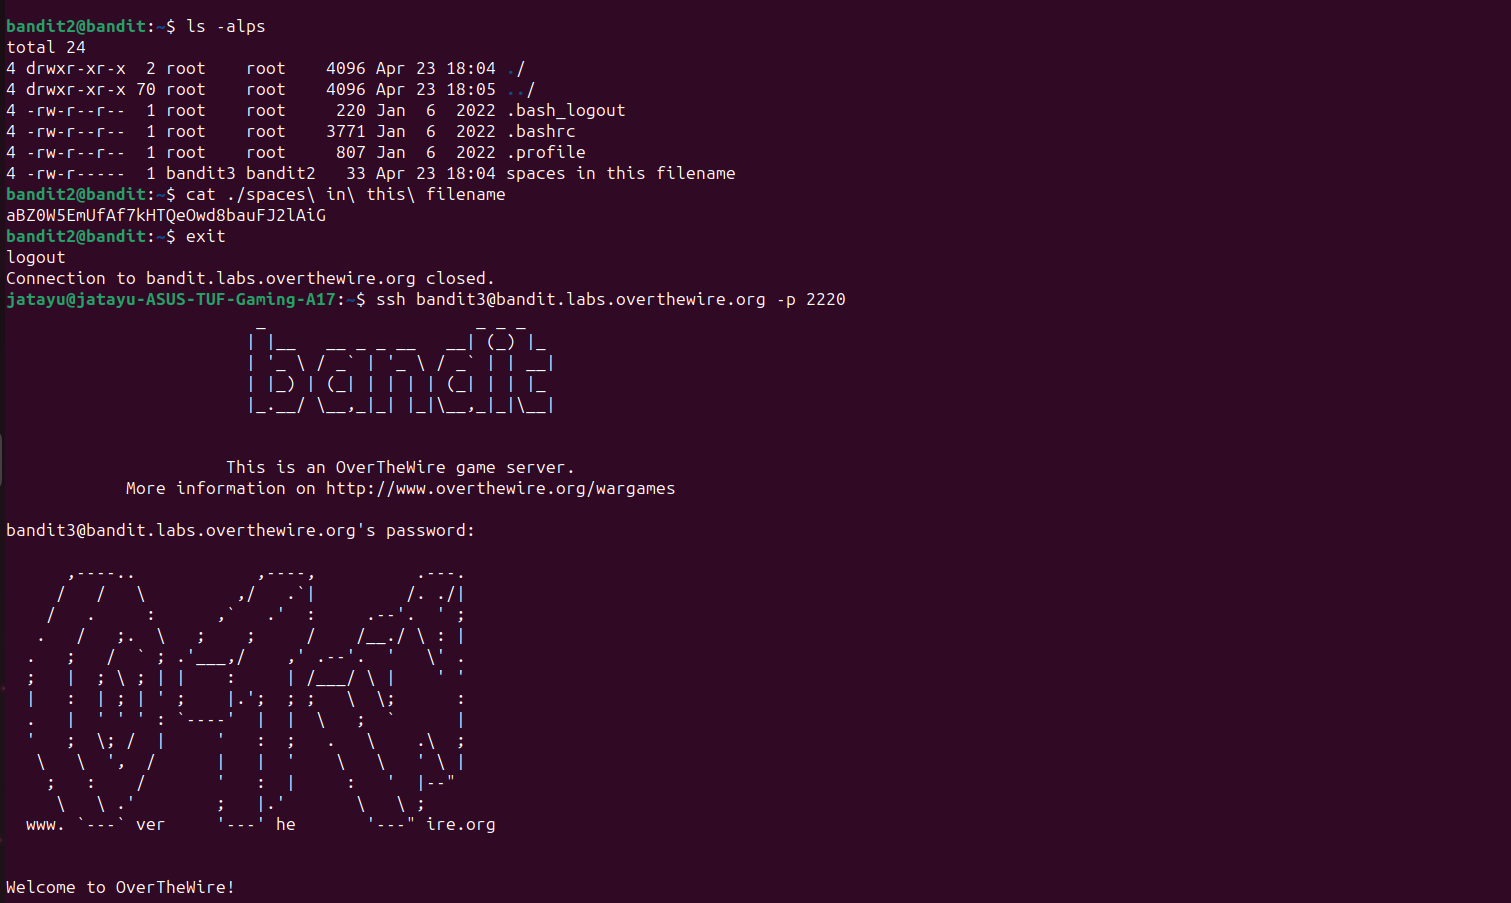 bandit2@bandit:~$ ls -alps
total 24
4 drwxr-xr-x  2 root    root    4096 Apr 23 18:04 ./
4 drwxr-xr-x 70 root    root    4096 Apr 23 18:05 ../
4 -rw-r--r--  1 root    root     220 Jan  6  2022 .bash_logout
4 -rw-r--r--  1 root    root    3771 Jan  6  2022 .bashrc
4 -rw-r--r--  1 root    root     807 Jan  6  2022 .profile
4 -rw-r-----  1 bandit3 bandit2   33 Apr 23 18:04 spaces in this filename
bandit2@bandit:~$ cat ./spaces\ in\ this\ filename
aBZ0W5EmUfAf7kHTQeOwd8bauFJ2lAiG
bandit2@bandit:~$ exit
logout
Connection to bandit.labs.overthewire.org closed.
jatayu@jatayu-ASUS-TUF-Gaming-A17:~$ ssh bandit3@bandit.labs.overthewire.org -p 2220
bandit
This is an OverTheWire game server.
More information on http://www.overthewire.org/wargames
bandit3@bandit.labs.overthewire.org's password:
www. ver he ire.org
Welcome to OverTheWire!